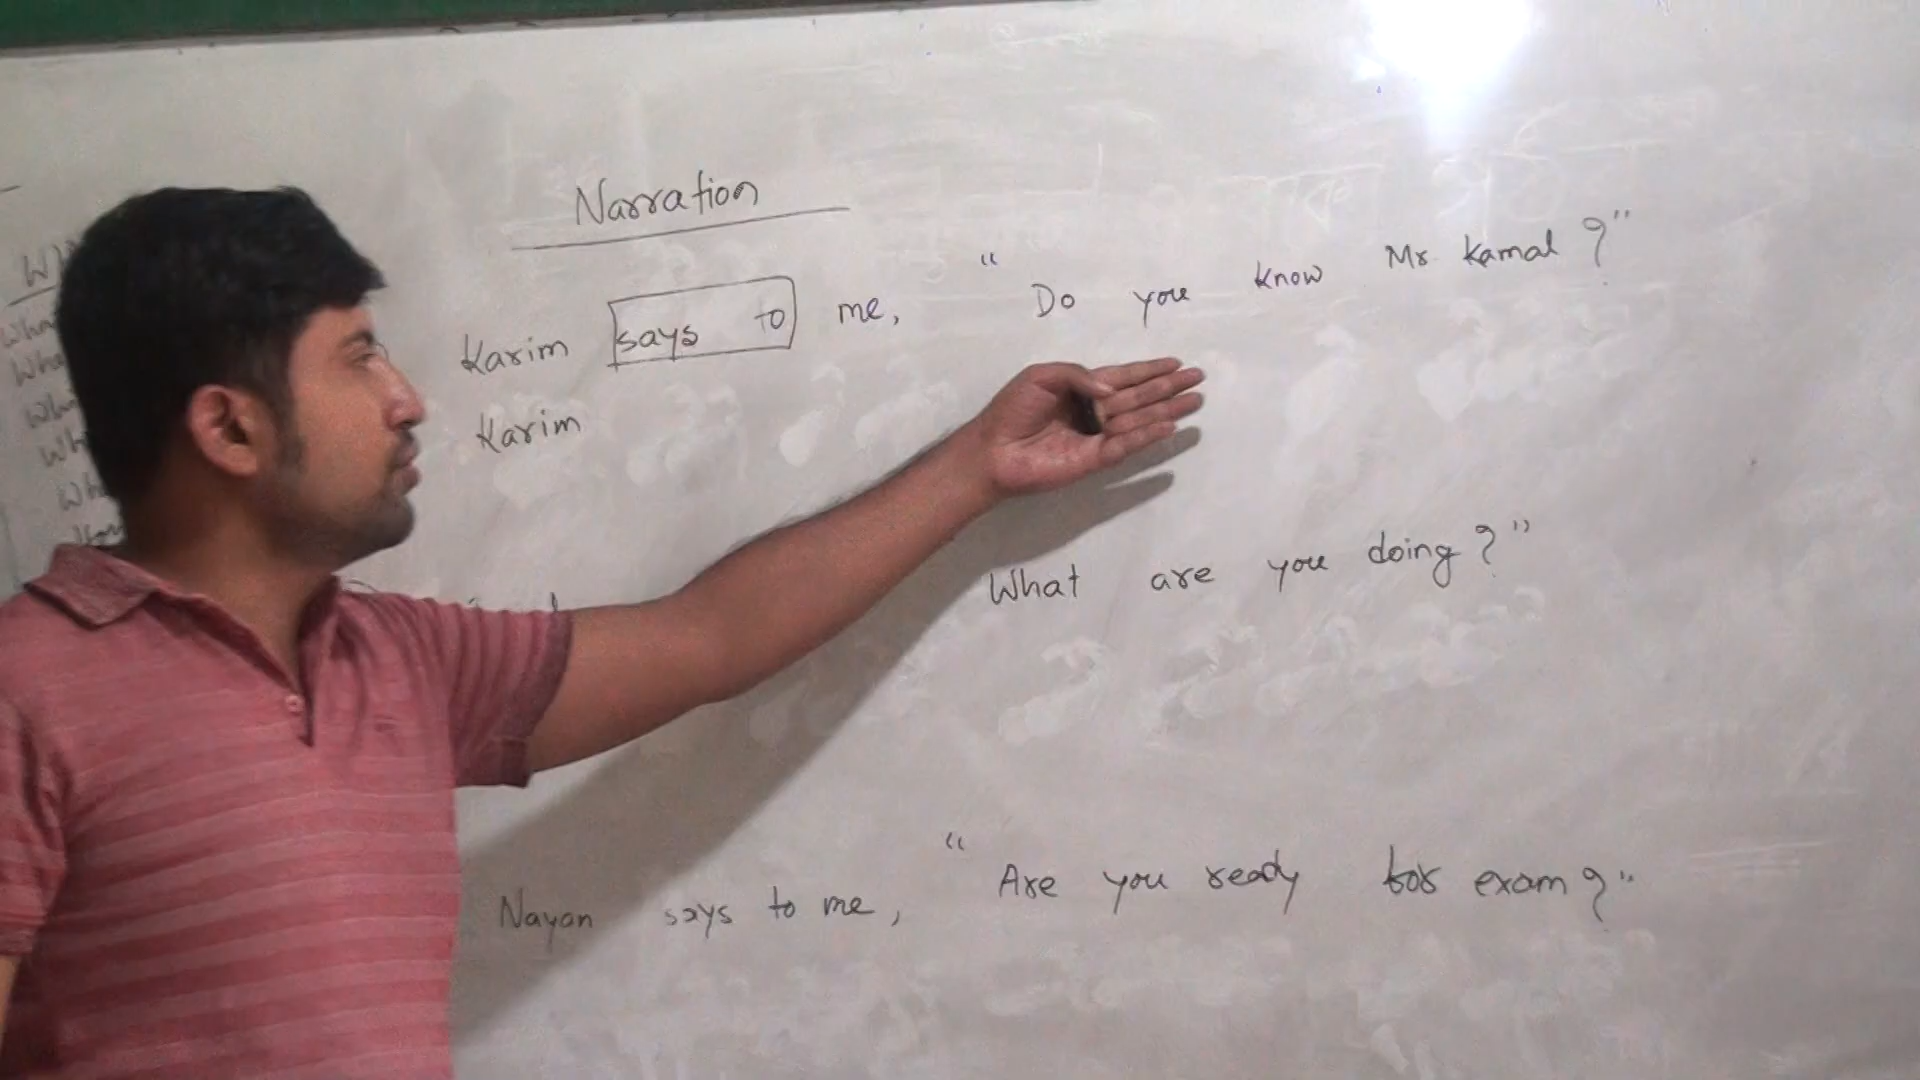 Narration
Karim says to me, " Do you know Mr Kamal ?"
Karim
What are you doing ? "
Nayan says to me, " Are you ready for exam ? "